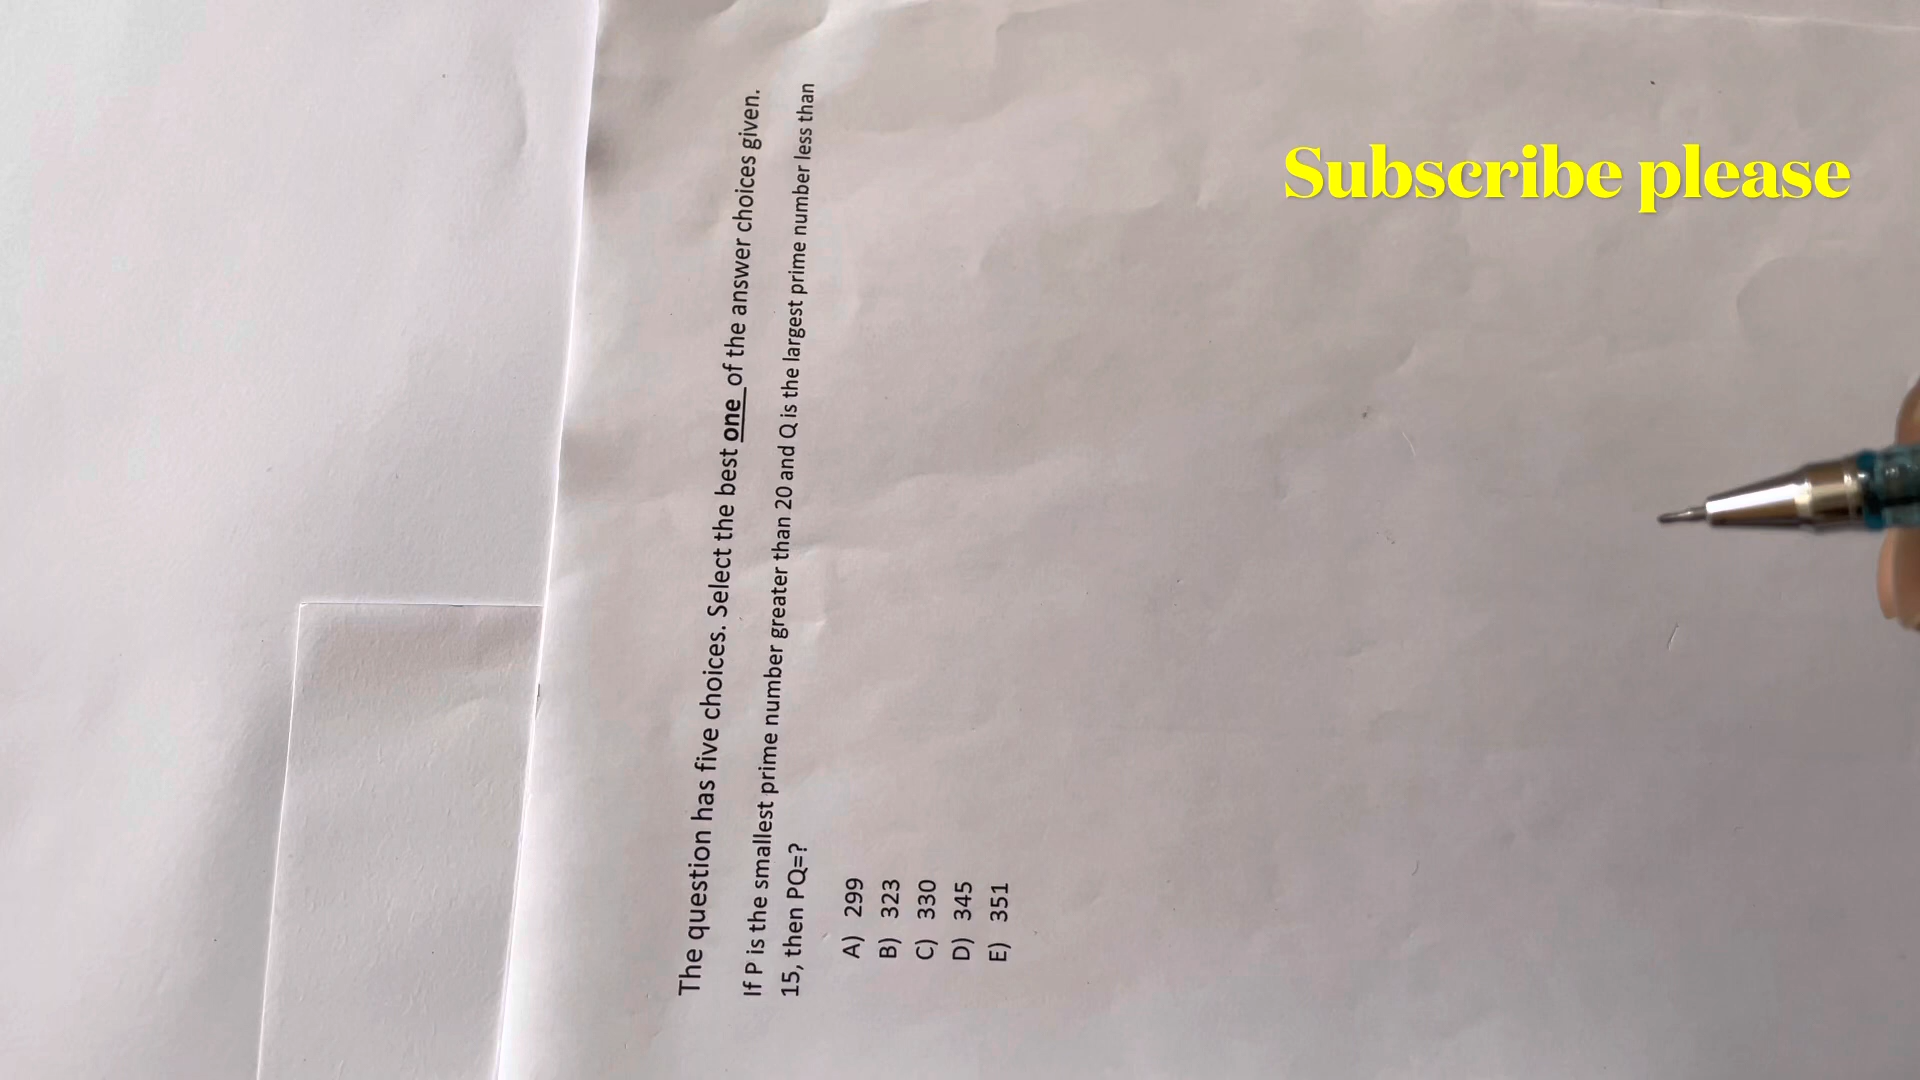 The question has five choices. Select the best one of the answer choices given.
If P is the smallest prime number greater than 20 and Q is the largest prime number less than
15, then PQ=?
A) 299
B) 323
C) 330
D) 345
E) 351
Subscribe please